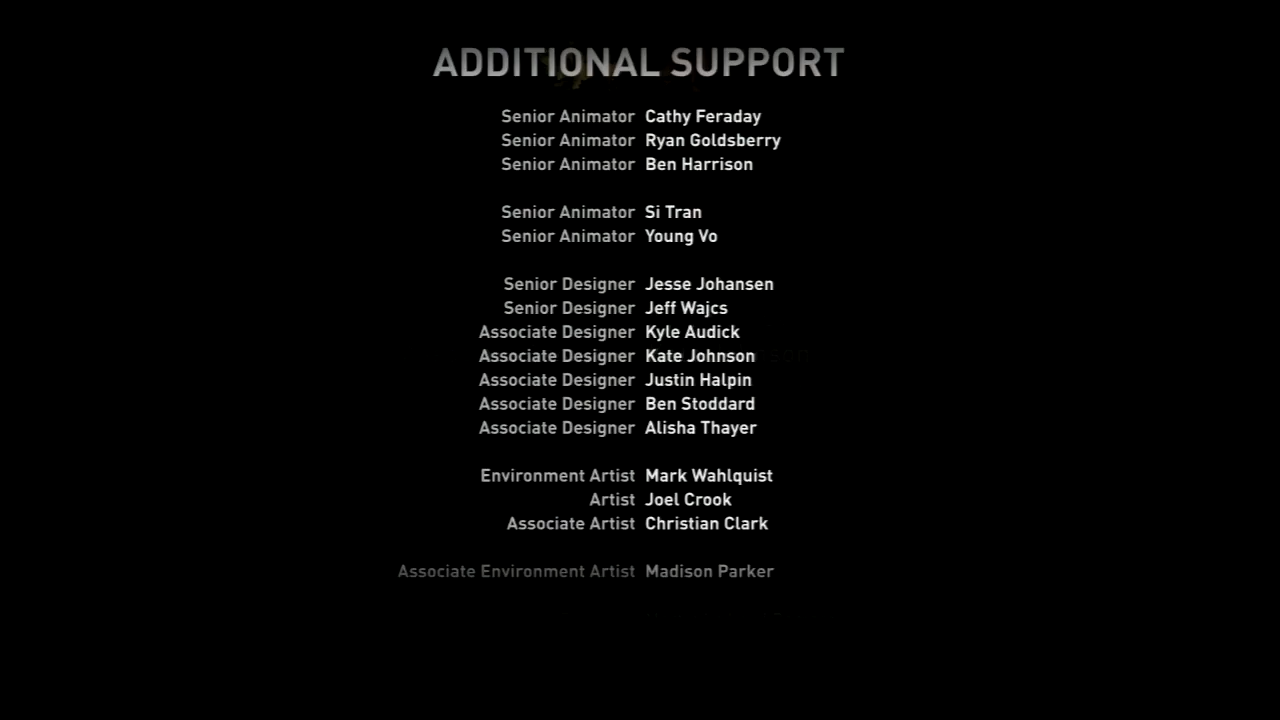 ADDITIONAL SUPPORT
Senior Animator Cathy Feraday
Senior Animator Ryan Goldsberry
Senior Animator Ben Harrison
Senior Animator Si Tran
Senior Animator Young Vo
Senior Designer Jesse Johansen
Senior Designer Jeff Wajcs
Associate Designer Kyle Audick
Associate Designer Kate Johnson
Associate Designer Justin Halpin
Associate Designer Ben Stoddard
Associate Designer Alisha Thayer
Environment Artist Mark Wahlquist
Artist Joel Crook
Associate Artist Christian Clark
Associate Environment Artist Madison Parker